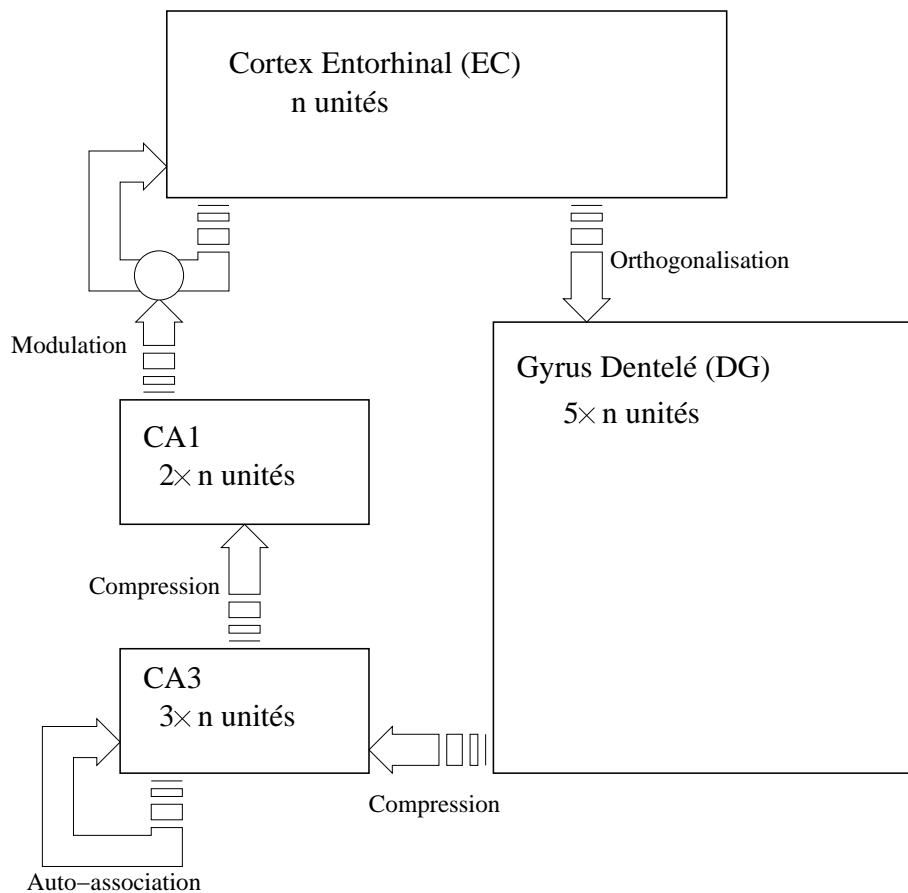 Cortex Entorhinal (EC)
n unités
Orthogonalisation
Modulation
Gyrus Dentelé (DG)
5× n unités
CA1
2× n unités
Compression
CA3
3× n unités
Compression
Auto−association